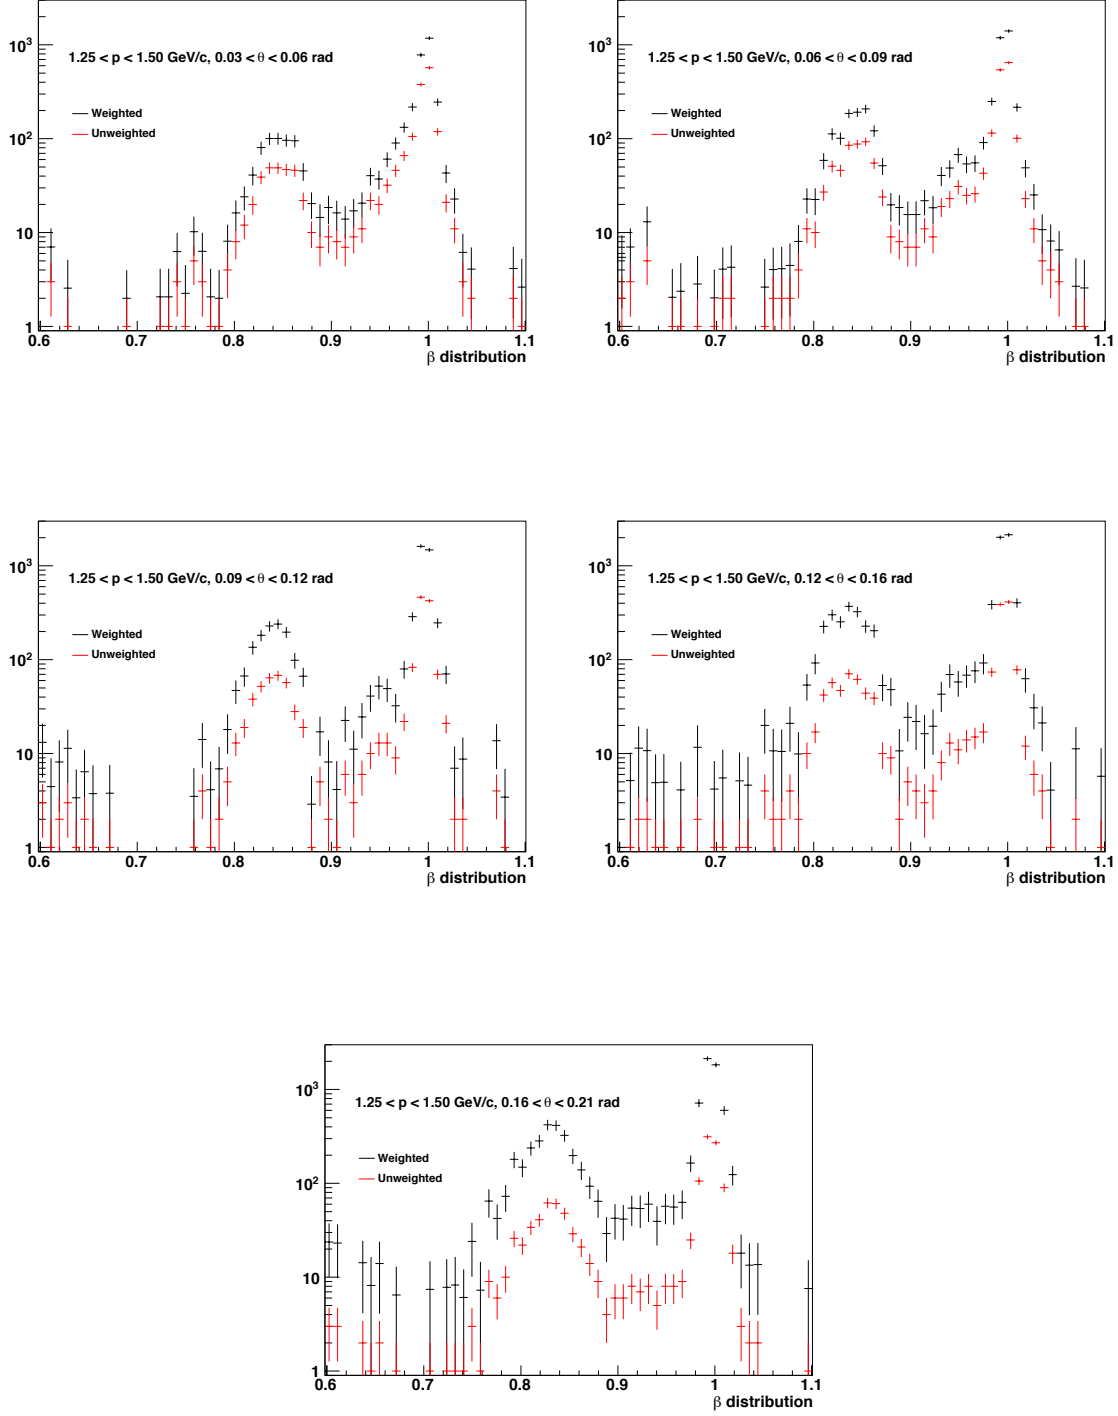 10³
1.25 < p < 1.50 GeV/c, 0.03 < θ < 0.06 rad
Weighted
10²
Unweighted
10
1
0.6 0.7 0.8 0.9 1 1.1
β distribution
10³
1.25 < p < 1.50 GeV/c, 0.06 < θ < 0.09 rad
Weighted
10²
Unweighted
10
1
0.6 0.7 0.8 0.9 1 1.1
β distribution
10³
1.25 < p < 1.50 GeV/c, 0.09 < θ < 0.12 rad
Weighted
10²
Unweighted
10
1
0.6 0.7 0.8 0.9 1 1.1
β distribution
10³
1.25 < p < 1.50 GeV/c, 0.12 < θ < 0.16 rad
Weighted
10²
Unweighted
10
1
0.6 0.7 0.8 0.9 1 1.1
β distribution
10³
1.25 < p < 1.50 GeV/c, 0.16 < θ < 0.21 rad
Weighted
10²
Unweighted
10
1
0.6 0.7 0.8 0.9 1 1.1
β distribution